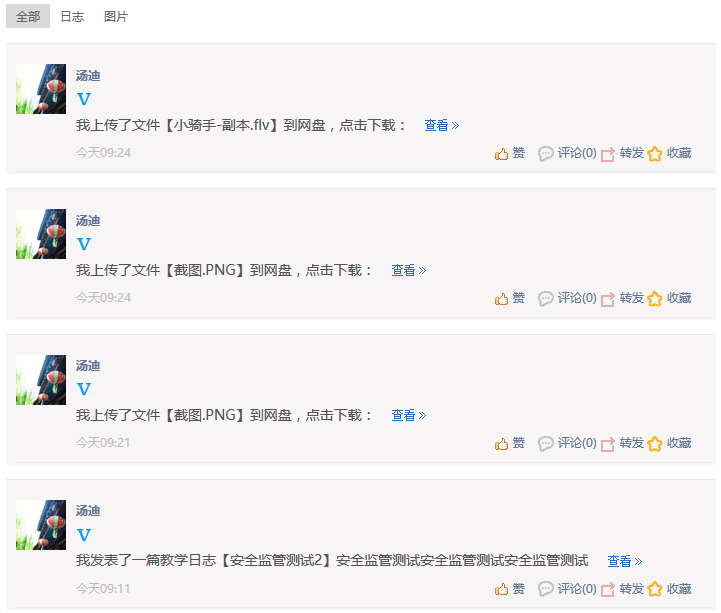 全部 日志 图片
汤迪
V
我上传了文件【小骑手-副本.flv】到网盘，点击下载： 查看»
今天09:24 赞 评论(0) 转发 收藏
汤迪
V
我上传了文件【截图.PNG】到网盘，点击下载： 查看»
今天09:24 赞 评论(0) 转发 收藏
汤迪
V
我上传了文件【截图.PNG】到网盘，点击下载： 查看»
今天09:21 赞 评论(0) 转发 收藏
汤迪
V
我发表了一篇教学日志【安全监管测试2】安全监管测试安全监管测试安全监管测试 查看»
今天09:11 赞 评论(0) 转发 收藏